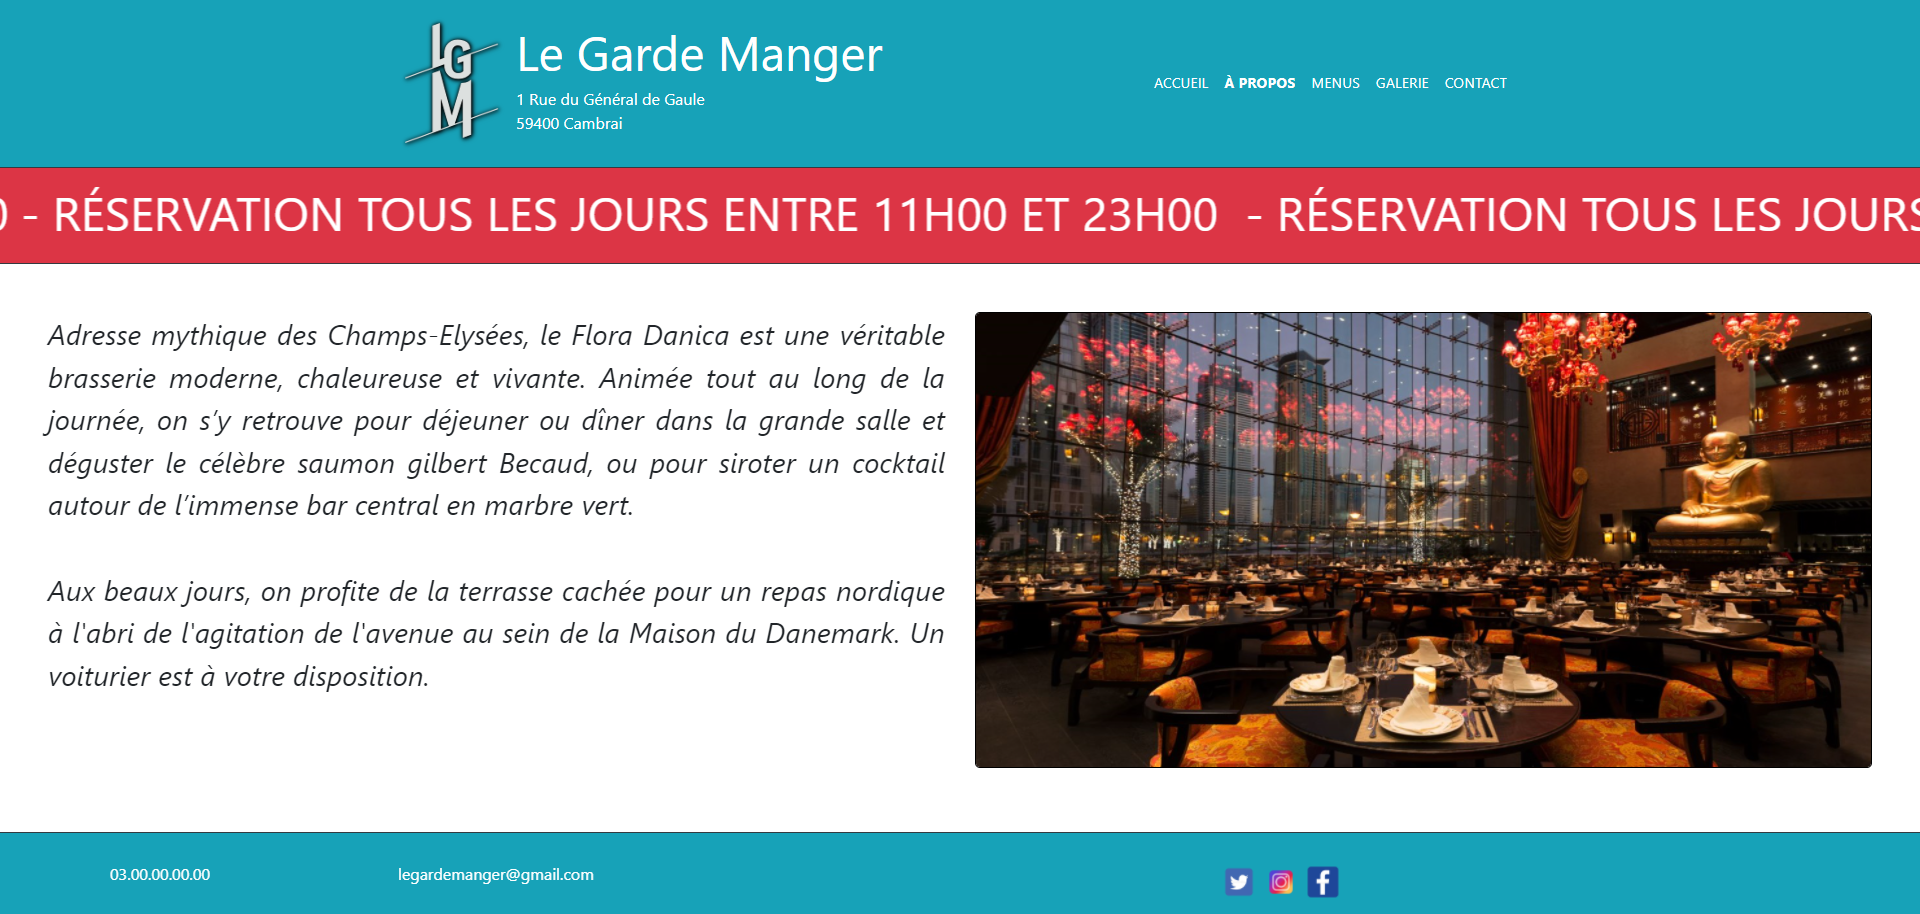 LGM
Le Garde Manger
1 Rue du Général de Gaule
59400 Cambrai
ACCUEIL À PROPOS MENUS GALERIE CONTACT
0 - RÉSERVATION TOUS LES JOURS ENTRE 11H00 ET 23H00 - RÉSERVATION TOUS LES JOURS
Adresse mythique des Champs-Elysées, le Flora Danica est une véritable
brasserie moderne, chaleureuse et vivante. Animée tout au long de la
journée, on s’y retrouve pour déjeuner ou dîner dans la grande salle et
déguster le célèbre saumon gilbert Becaud, ou pour siroter un cocktail
autour de l’immense bar central en marbre vert.
Aux beaux jours, on profite de la terrasse cachée pour un repas nordique
à l'abri de l'agitation de l'avenue au sein de la Maison du Danemark. Un
voiturier est à votre disposition.
03.00.00.00.00
legardemanger@gmail.com